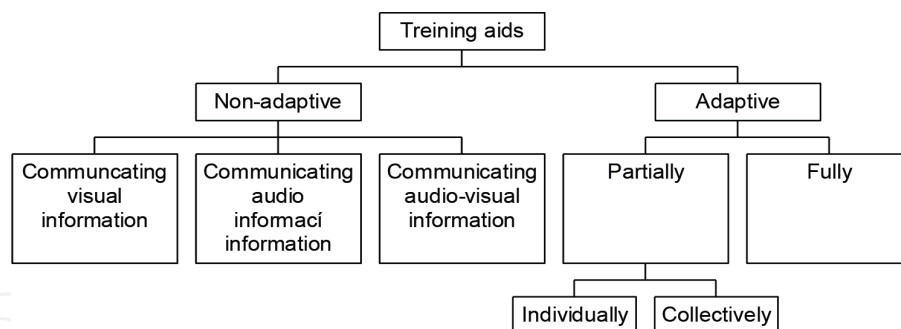 Treining aids
Non-adaptive
Adaptive
Communcating
visual
information
Communicating
audio
informací
information
Communicating
audio-visual
information
Partially
Fully
Individually
Collectively